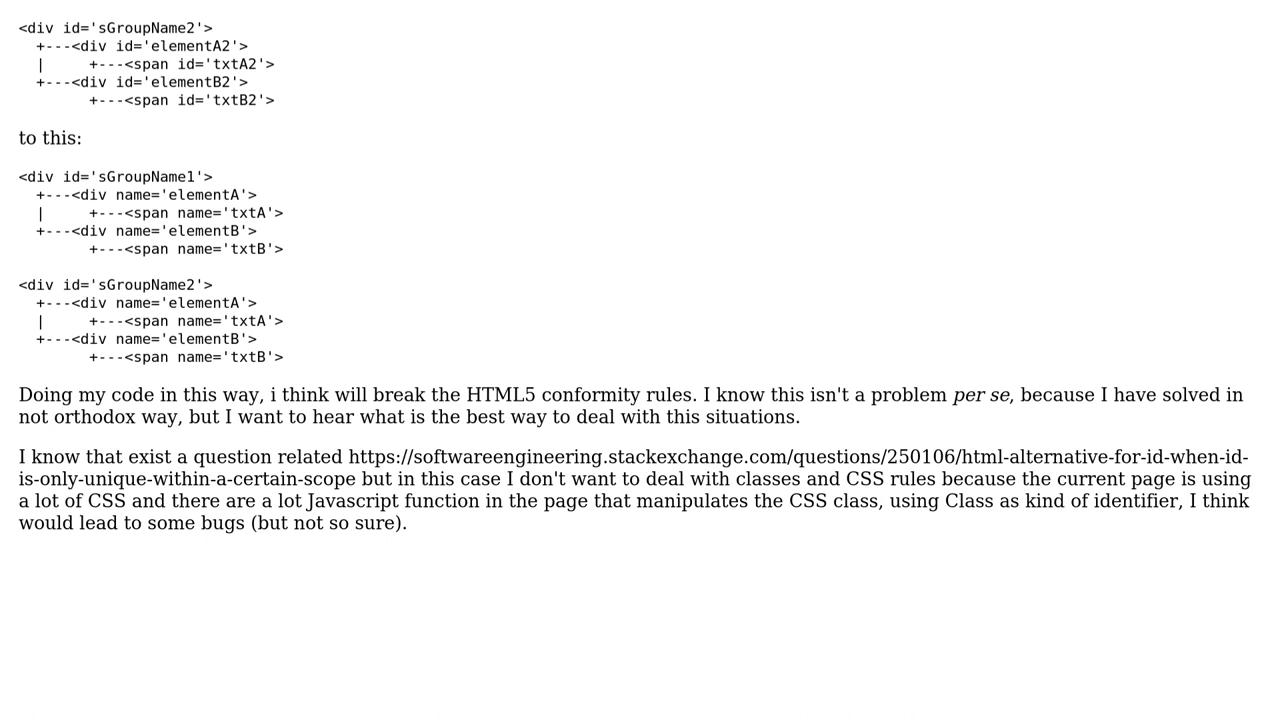 <div id='sGroupName2'>
  +---<div id='elementA2'>
  |     +---<span id='txtA2'>
  +---<div id='elementB2'>
        +---<span id='txtB2'>
to this:
<div id='sGroupName1'>
  +---<div name='elementA'>
  |     +---<span name='txtA'>
  +---<div name='elementB'>
        +---<span name='txtB'>
<div id='sGroupName2'>
  +---<div name='elementA'>
  |     +---<span name='txtA'>
  +---<div name='elementB'>
        +---<span name='txtB'>
Doing my code in this way, i think will break the HTML5 conformity rules. I know this isn't a problem per se, because I have solved in
not orthodox way, but I want to hear what is the best way to deal with this situations.
I know that exist a question related https://softwareengineering.stackexchange.com/questions/250106/html-alternative-for-id-when-id-
is-only-unique-within-a-certain-scope but in this case I don't want to deal with classes and CSS rules because the current page is using
a lot of CSS and there are a lot Javascript function in the page that manipulates the CSS class, using Class as kind of identifier, I think
would lead to some bugs (but not so sure).